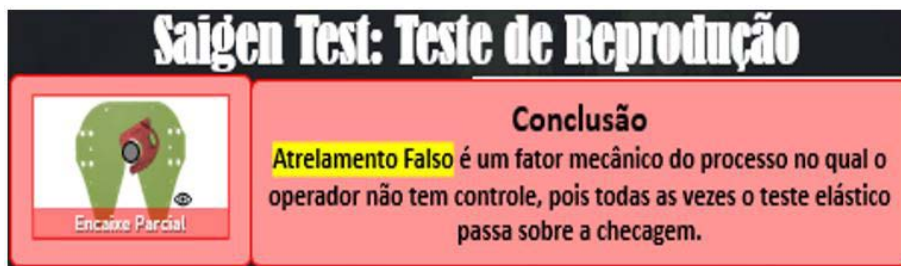 Saigen Test: Teste de Reprodução
Encaixe Parcial
Conclusão
Atrelamento Falso é um fator mecânico do processo no qual o
operador não tem controle, pois todas as vezes o teste elástico
passa sobre a checagem.